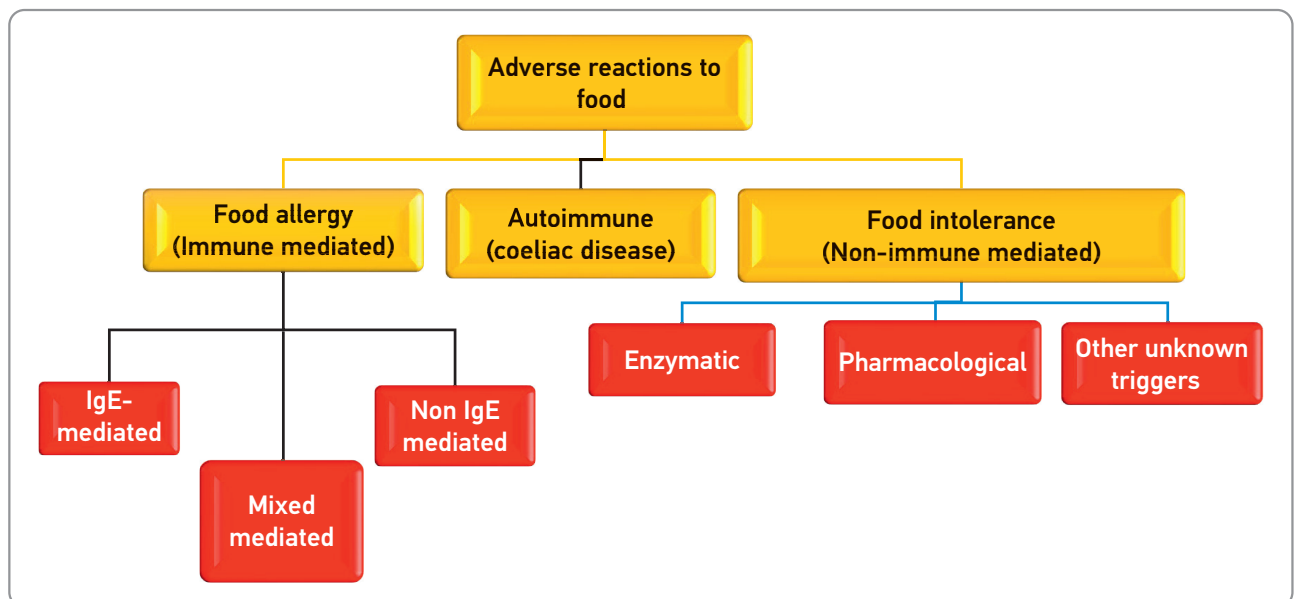 Adverse reactions to
food
Food allergy
(Immune mediated)
Autoimmune
(coeliac disease)
Food intolerance
(Non-immune mediated)
IgE-
mediated
Mixed
mediated
Non IgE
mediated
Enzymatic
Pharmacological
Other unknown
triggers